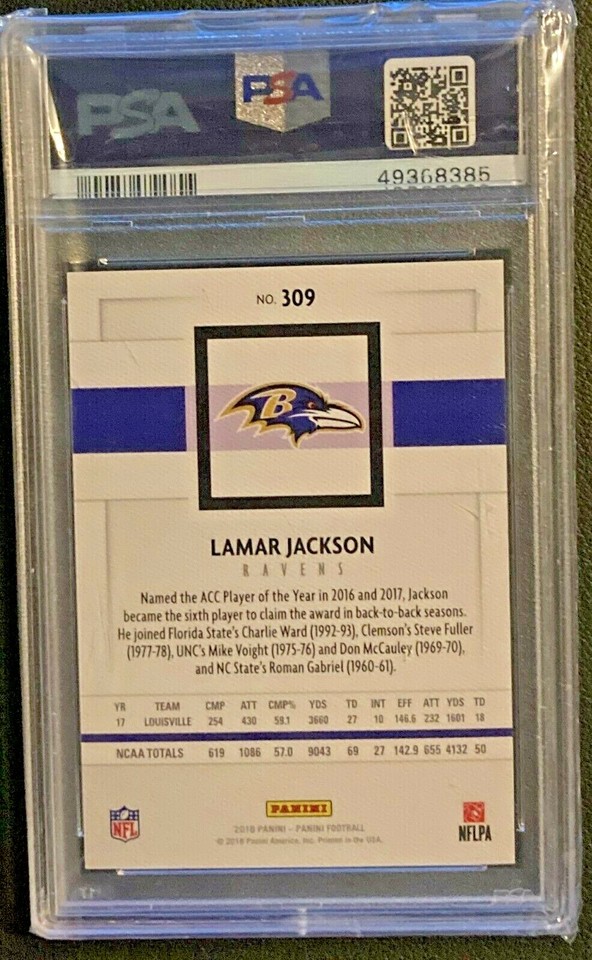 PSA PSA
49368385
NO. 309
B
LAMAR JACKSON
RAVENS
Named the ACC Player of the Year in 2016 and 2017, Jackson
became the sixth player to claim the award in back-to-back seasons.
He joined Florida State's Charlie Ward (1992-93), Clemson's Steve Fuller
(1977-78), UNC's Mike Voight (1975-76) and Don McCauley (1969-70),
and NC State's Roman Gabriel (1960-61).
YR TEAM CMP ATT CMP% YDS TD INT EFF ATT YDS TD
17 LOUISVILLE 254 430 59.1 3660 27 10 146.6 232 1601 18
NCAA TOTALS 619 1086 57.0 9043 69 27 142.9 655 4132 50
PANINI
NFL NFLPA
2018 PANINI – PANINI FOOTBALL
© 2018 Panini America, Inc. Printed in the USA.